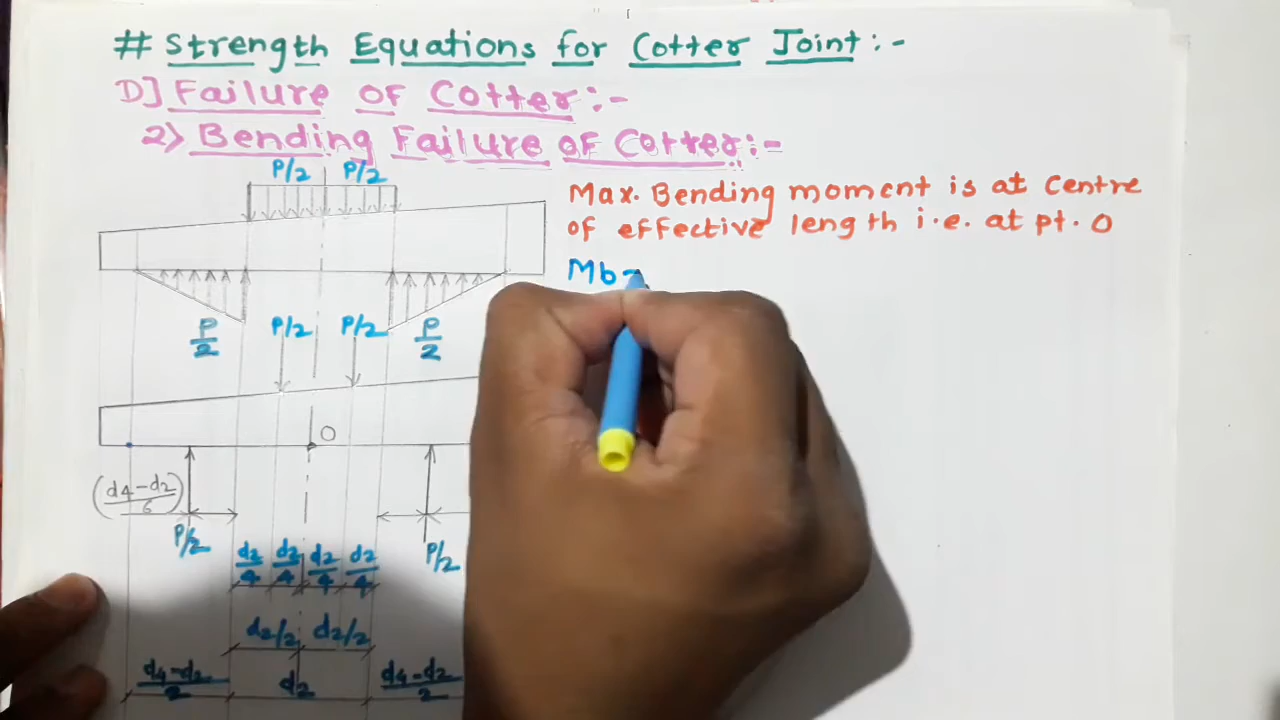 # Strength Equations for Cotter Joint:-
D] Failure of Cotter:-
2) Bending Failure of Cotter:-
P/2 P/2
Max. Bending moment is at Centre
of effective length i.e. at pt. O
Mb=
P/2 P/2 P/2 P/2
O
(d4-d2/6)
P/2 P/2
d2/4 d2/4 d2/4 d2/4
d2/2 d2/2
d4-d2/2 d2 d4-d2/2